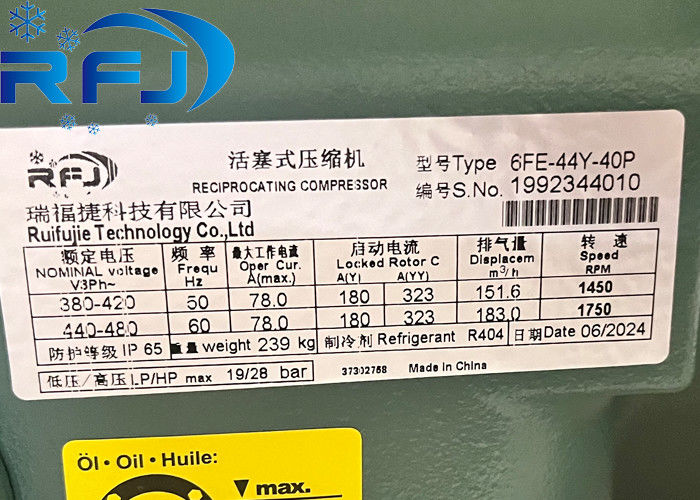 RFJ
RFJ
活塞式压缩机
RECIPROCATING COMPRESSOR
型号Type 6FE-44Y-40P
编号S.No. 1992344010
瑞福捷科技有限公司
Ruifujie Technology Co.,Ltd
额定电压 频率 最大工作电流 启动电流 排气量 转速
NOMINAL voltage Frequ Oper Cur. Locked Rotor C Displacem Speed
V3Ph~ Hz A(max.) A(Y) A(YY) m³/h RPM
380-420 50 78.0 180 323 151.6 1450
440-480 60 78.0 180 323 183.0 1750
防护等级 IP 65 重量 weight 239 kg 制冷剂 Refrigerant R404 日期Date 06/2024
低压/高压 LP/HP max 19/28 bar 37302768 Made in China
Öl · Oil · Huile:
max.